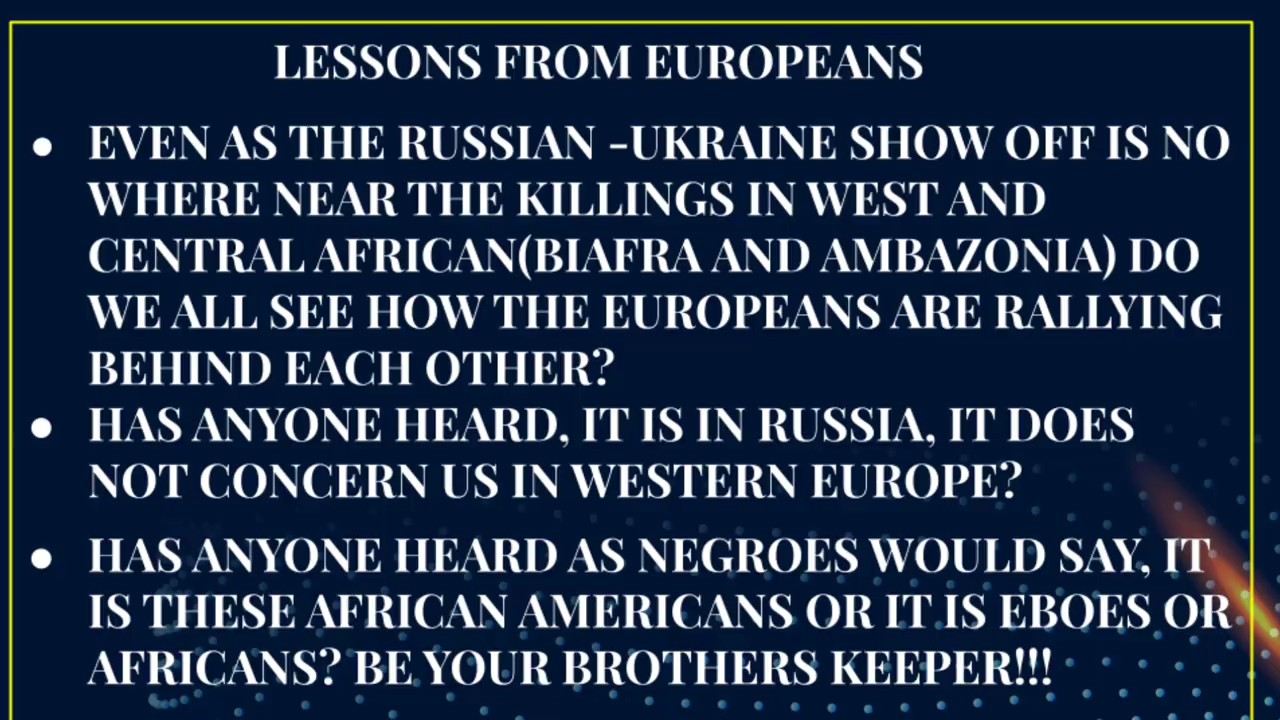 LESSONS FROM EUROPEANS
● EVEN AS THE RUSSIAN -UKRAINE SHOW OFF IS NO
WHERE NEAR THE KILLINGS IN WEST AND
CENTRAL AFRICAN(BIAFRA AND AMBAZONIA) DO
WE ALL SEE HOW THE EUROPEANS ARE RALLYING
BEHIND EACH OTHER?
● HAS ANYONE HEARD, IT IS IN RUSSIA, IT DOES
NOT CONCERN US IN WESTERN EUROPE?
● HAS ANYONE HEARD AS NEGROES WOULD SAY, IT
IS THESE AFRICAN AMERICANS OR IT IS EBOES OR
AFRICANS? BE YOUR BROTHERS KEEPER!!!